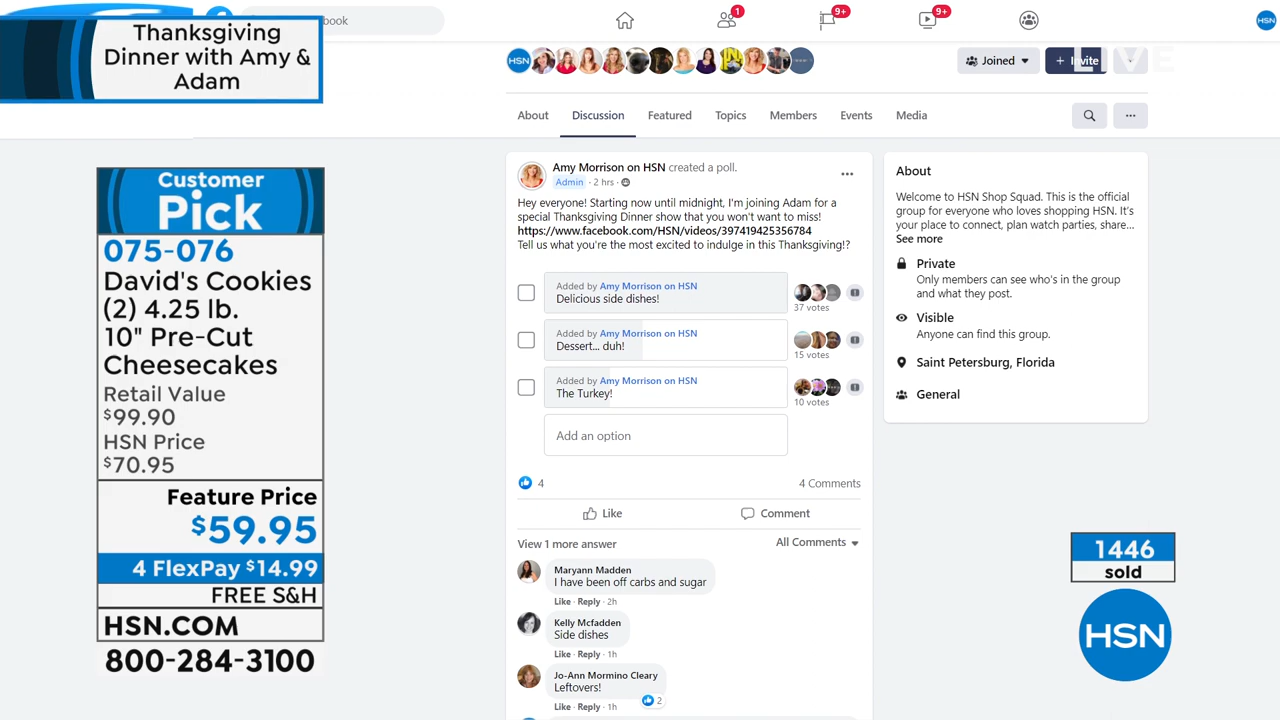 Thanksgiving
Dinner with Amy &
Adam
book
1
9+
9+
HSN
LIVE
HSN
Joined
+ Invite
About
Discussion
Featured
Topics
Members
Events
Media
Customer
Pick
075-076
David's Cookies
(2) 4.25 lb.
10" Pre-Cut
Cheesecakes
Retail Value
$99.90
HSN Price
$70.95
Feature Price
$59.95
4 FlexPay $14.99
FREE S&H
HSN.COM
800-284-3100
Amy Morrison on HSN created a poll.
Admin · 2 hrs ·
Hey everyone! Starting now until midnight, I'm joining Adam for a
special Thanksgiving Dinner show that you won't want to miss!
https://www.facebook.com/HSN/videos/397419425356784
Tell us what you're the most excited to indulge in this Thanksgiving!?
Added by Amy Morrison on HSN
Delicious side dishes!
37 votes
Added by Amy Morrison on HSN
Dessert... duh!
15 votes
Added by Amy Morrison on HSN
The Turkey!
10 votes
Add an option
4
4 Comments
Like
Comment
View 1 more answer
All Comments
Maryann Madden
I have been off carbs and sugar
Like · Reply · 2h
Kelly Mcfadden
Side dishes
Like · Reply · 1h
Jo-Ann Mormino Cleary
Leftovers!
2
Like · Reply · 1h
About
Welcome to HSN Shop Squad. This is the official
group for everyone who loves shopping HSN. It's
your place to connect, plan watch parties, share...
See more
Private
Only members can see who's in the group
and what they post.
Visible
Anyone can find this group.
Saint Petersburg, Florida
General
1446
sold
HSN